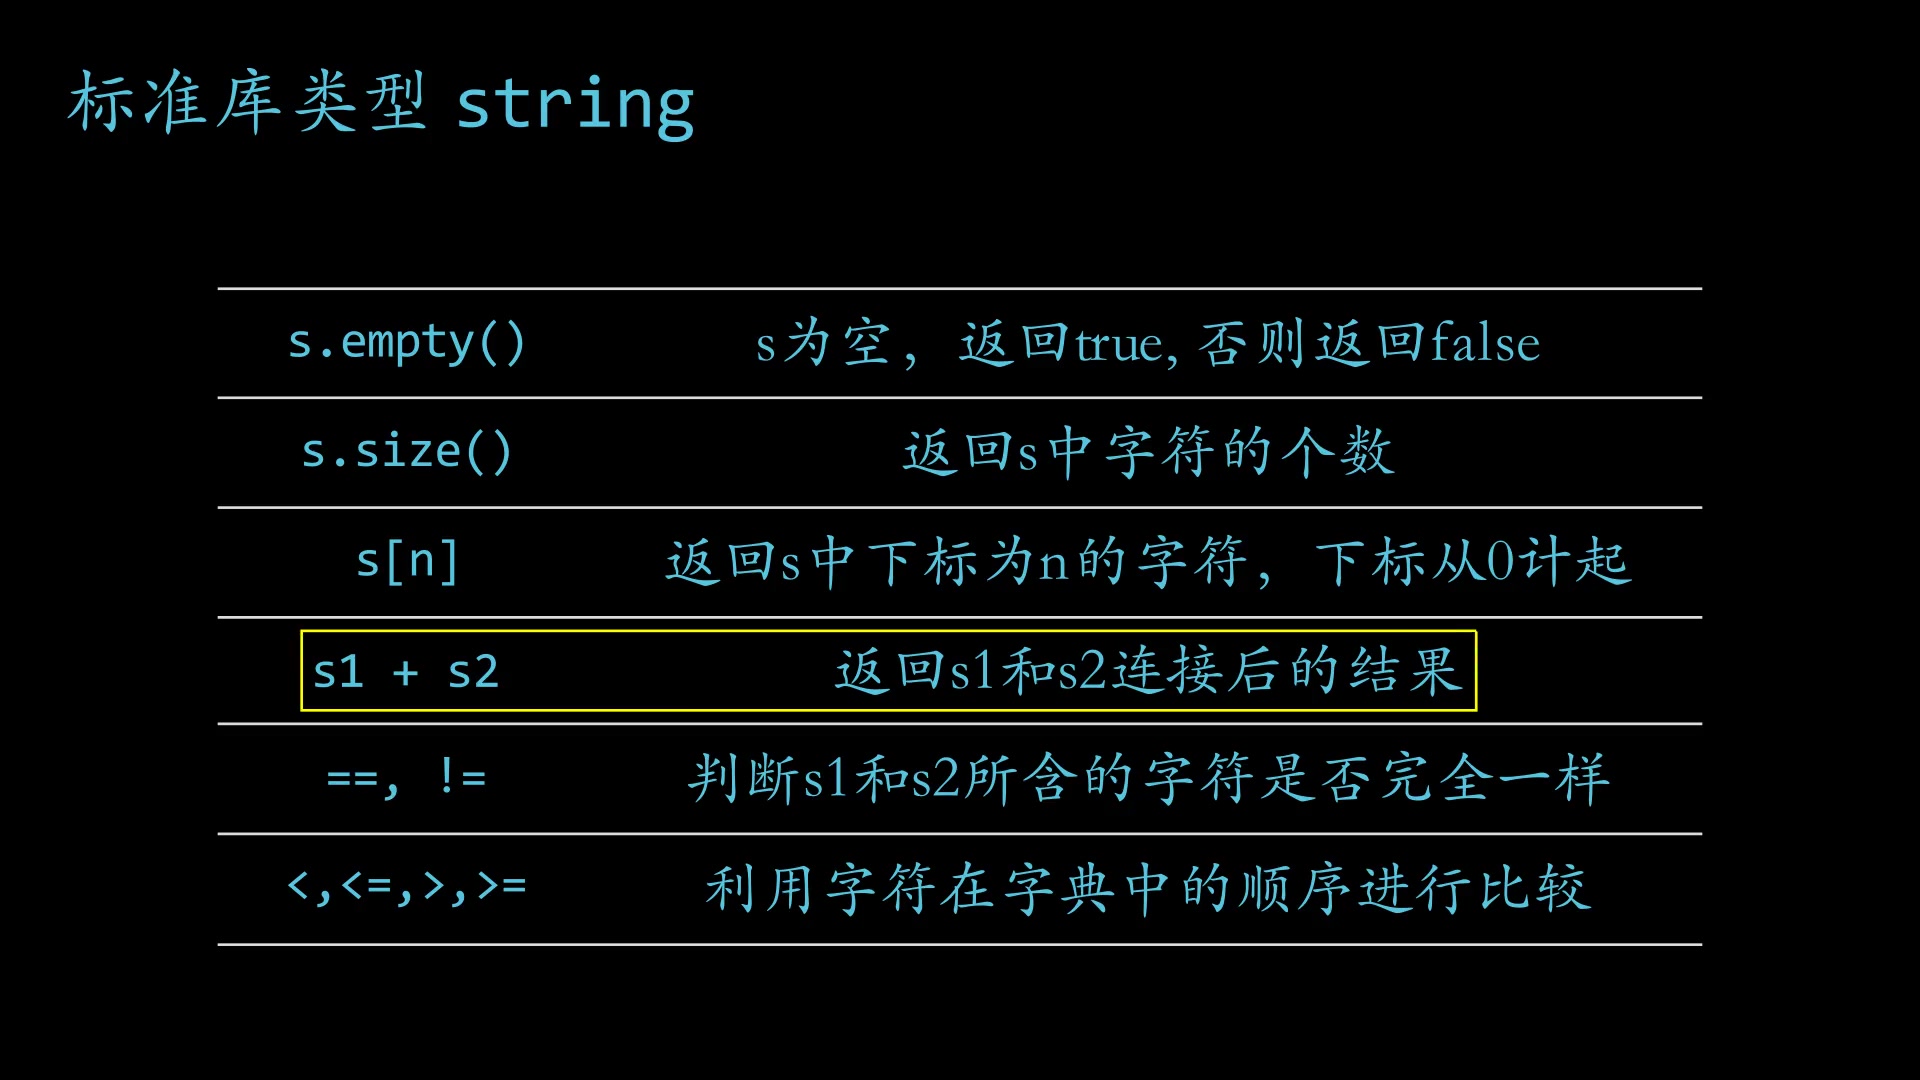 标准库类型 string
s.empty() s为空，返回true, 否则返回false
s.size() 返回s中字符的个数
s[n] 返回s中下标为n的字符，下标从0计起
s1 + s2 返回s1和s2连接后的结果
==, != 判断s1和s2所含的字符是否完全一样
<,<=,>,>= 利用字符在字典中的顺序进行比较